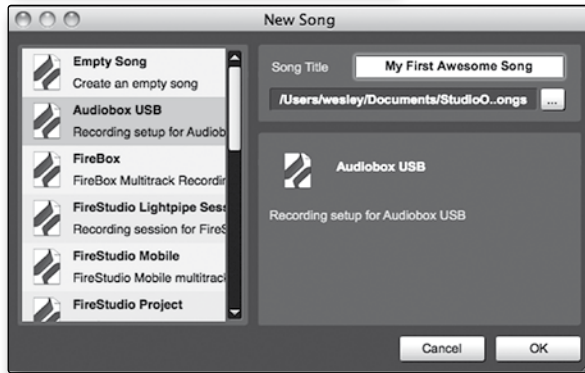 New Song
Empty Song
Create an empty song
Audiobox USB
Recording setup for Audiob
FireBox
FireBox Multitrack Recordin
FireStudio Lightpipe Sess
Recording session for FireS
FireStudio Mobile
FireStudio Mobile multitrack
FireStudio Project
Song Title
My First Awesome Song
/Users/wesley/Documents/StudioO..ongs
...
Audiobox USB
Recording setup for Audiobox USB
Cancel
OK